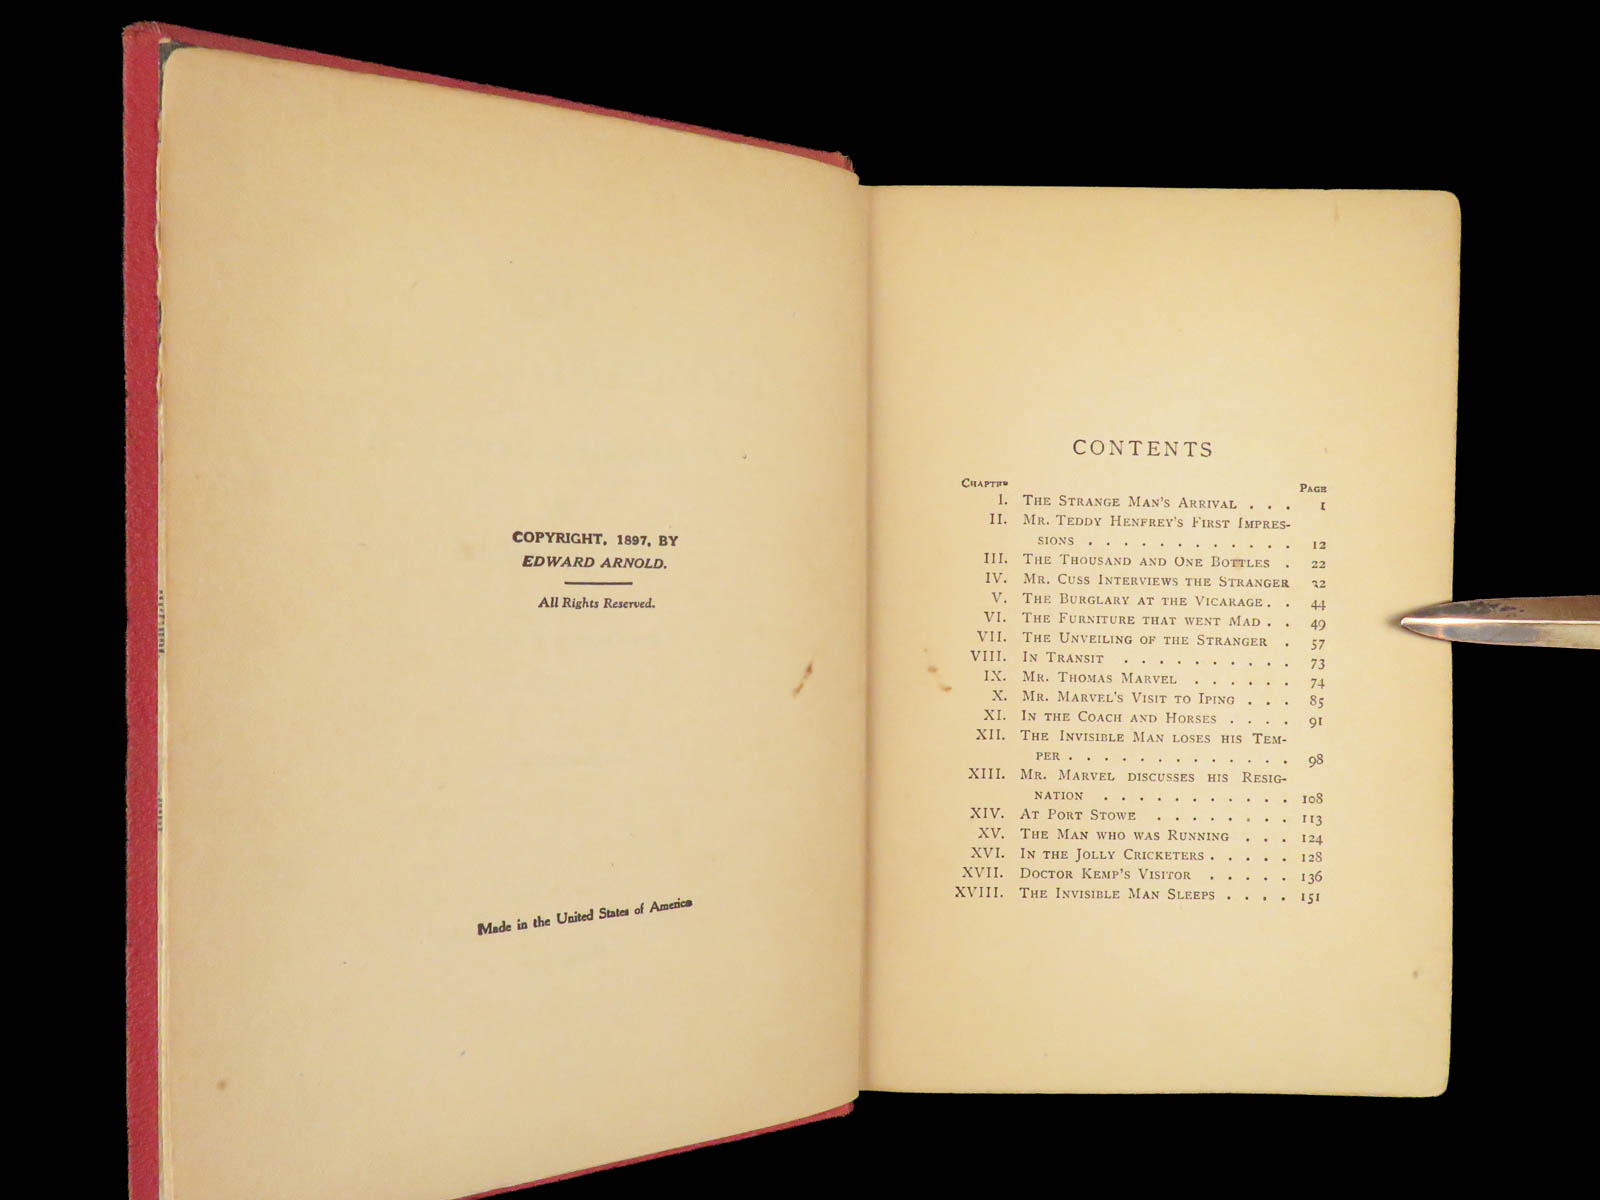 COPYRIGHT, 1897, BY
EDWARD ARNOLD.
All Rights Reserved.
Made in the United States of America
CONTENTS
CHAPTER PAGE
I. THE STRANGE MAN'S ARRIVAL . . . 1
II. MR. TEDDY HENFREY'S FIRST IMPRES-
SIONS . . . . . . . . . . . . 12
III. THE THOUSAND AND ONE BOTTLES . 22
IV. MR. CUSS INTERVIEWS THE STRANGER 32
V. THE BURGLARY AT THE VICARAGE . . 44
VI. THE FURNITURE THAT WENT MAD . . 49
VII. THE UNVEILING OF THE STRANGER . 57
VIII. IN TRANSIT . . . . . . . . . . 73
IX. MR. THOMAS MARVEL . . . . . . 74
X. MR. MARVEL'S VISIT TO IPING . . . 85
XI. IN THE COACH AND HORSES . . . . 91
XII. THE INVISIBLE MAN LOSES HIS TEM-
PER . . . . . . . . . . . . . 98
XIII. MR. MARVEL DISCUSSES HIS RESIG-
NATION . . . . . . . . . . . 108
XIV. AT PORT STOWE . . . . . . . . 113
XV. THE MAN WHO WAS RUNNING . . . 124
XVI. IN THE JOLLY CRICKETERS . . . . . 128
XVII. DOCTOR KEMP'S VISITOR . . . . . 136
XVIII. THE INVISIBLE MAN SLEEPS . . . . 151